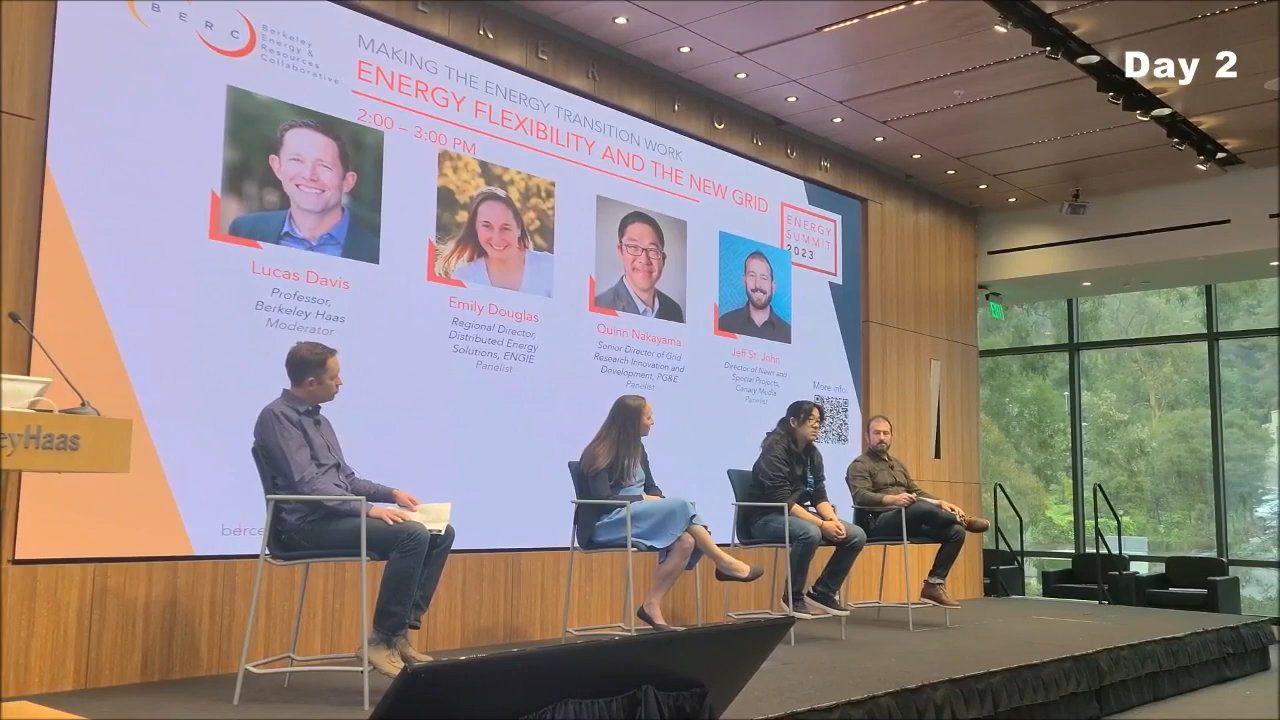 Day 2
BERC
Berkeley
Energy &
Resources
Collaborative
MAKING THE ENERGY TRANSITION WORK
ENERGY FLEXIBILITY AND THE NEW GRID
2:00 – 3:00 PM
ENERGY
SUMMIT
2023
Lucas Davis
Professor,
Berkeley Haas
Moderator
Emily Douglas
Regional Director,
Distributed Energy
Solutions, ENGIE
Panelist
Quinn Nakayama
Senior Director of Grid
Research Innovation and
Development, PG&E
Panelist
Jeff St. John
Director of News and
Special Projects,
Canary Media
Panelist
More info
eyHaas
berce
EXIT